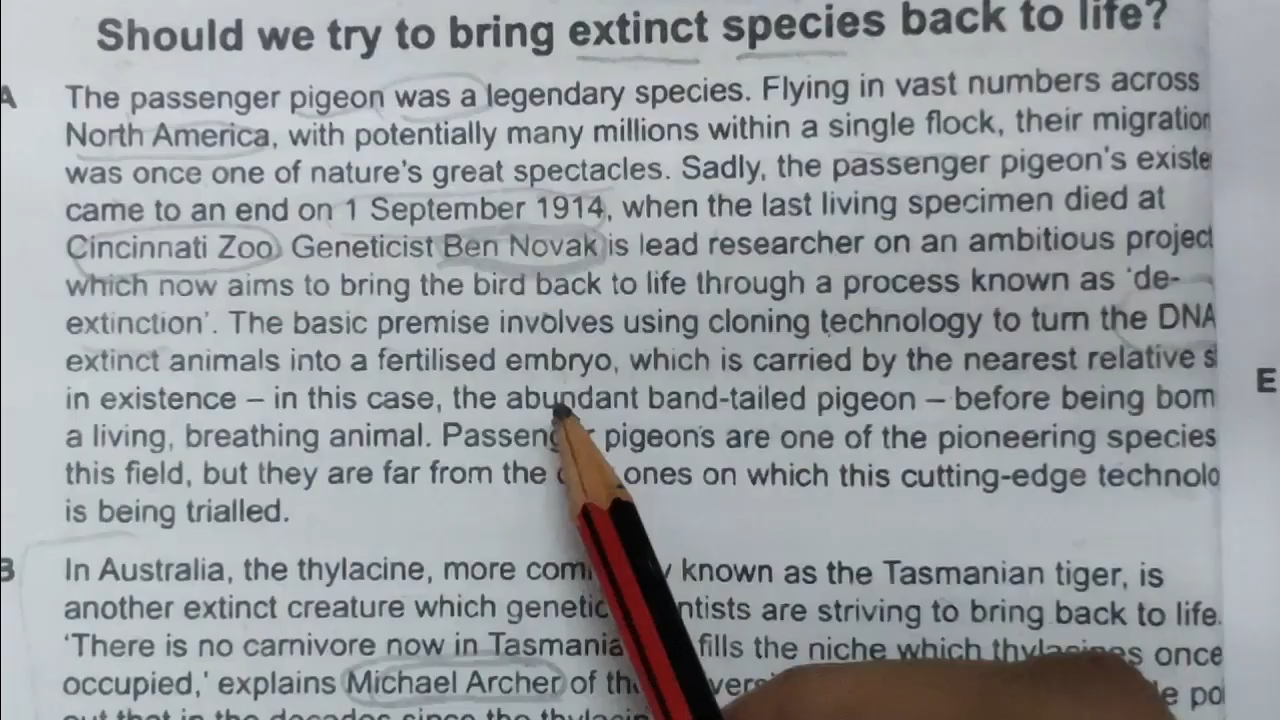 Should we try to bring extinct species back to life?
A The passenger pigeon was a legendary species. Flying in vast numbers across
North America, with potentially many millions within a single flock, their migration
was once one of nature's great spectacles. Sadly, the passenger pigeon's existe
came to an end on 1 September 1914, when the last living specimen died at
Cincinnati Zoo. Geneticist Ben Novak is lead researcher on an ambitious project
which now aims to bring the bird back to life through a process known as 'de-
extinction'. The basic premise involves using cloning technology to turn the DNA
extinct animals into a fertilised embryo, which is carried by the nearest relative s
in existence – in this case, the abundant band-tailed pigeon – before being born
a living, breathing animal. Passenger pigeons are one of the pioneering species
this field, but they are far from the ones on which this cutting-edge technolo
is being trialled.
B In Australia, the thylacine, more known as the Tasmanian tiger, is
another extinct creature which are striving to bring back to life.
'There is no carnivore now in Tasmania fills the niche which thylacines once
occupied,' explains Michael Archer of po
out that in the decades since the
E